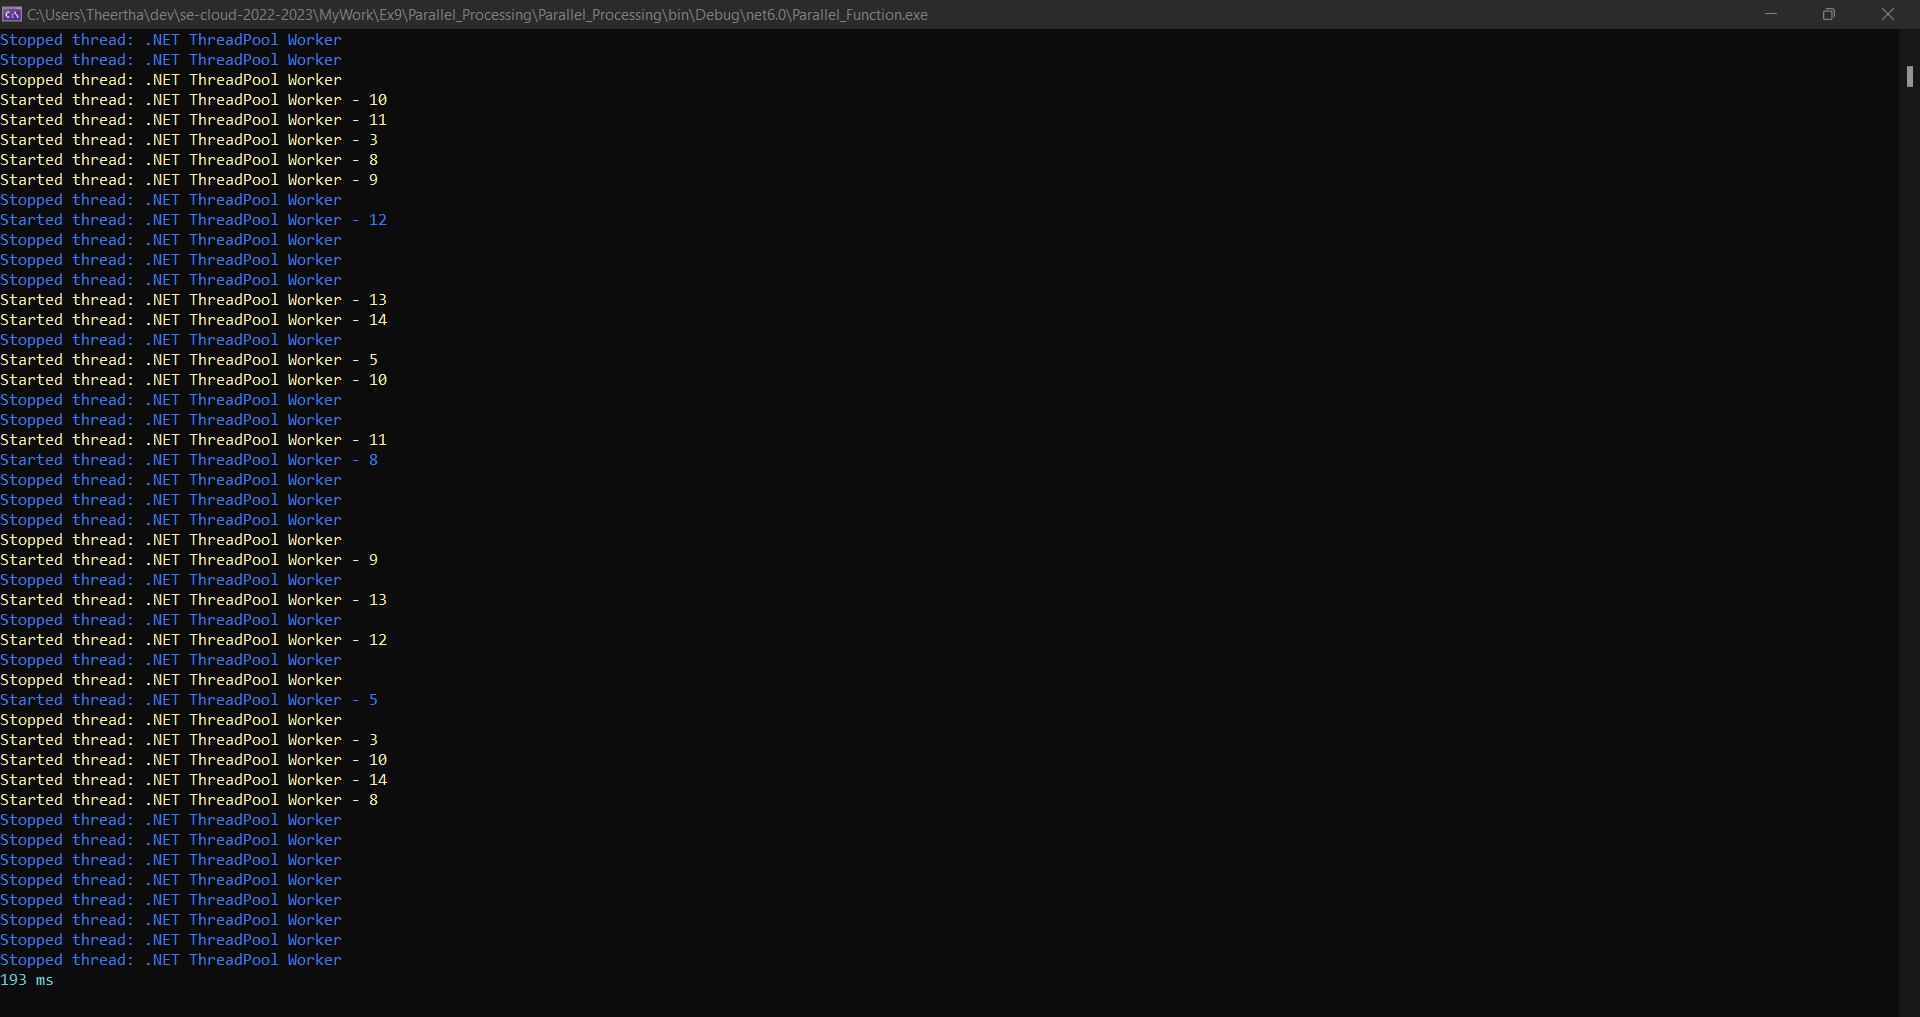 C:\Users\Theertha\dev\se-cloud-2022-2023\MyWork\Ex9\Parallel_Processing\Parallel_Processing\bin\Debug\net6.0\Parallel_Function.exe
Stopped thread: .NET ThreadPool Worker
Stopped thread: .NET ThreadPool Worker
Stopped thread: .NET ThreadPool Worker
Started thread: .NET ThreadPool Worker - 10
Started thread: .NET ThreadPool Worker - 11
Started thread: .NET ThreadPool Worker - 3
Started thread: .NET ThreadPool Worker - 8
Started thread: .NET ThreadPool Worker - 9
Stopped thread: .NET ThreadPool Worker
Started thread: .NET ThreadPool Worker - 12
Stopped thread: .NET ThreadPool Worker
Stopped thread: .NET ThreadPool Worker
Stopped thread: .NET ThreadPool Worker
Started thread: .NET ThreadPool Worker - 13
Started thread: .NET ThreadPool Worker - 14
Stopped thread: .NET ThreadPool Worker
Started thread: .NET ThreadPool Worker - 5
Started thread: .NET ThreadPool Worker - 10
Stopped thread: .NET ThreadPool Worker
Stopped thread: .NET ThreadPool Worker
Started thread: .NET ThreadPool Worker - 11
Started thread: .NET ThreadPool Worker - 8
Stopped thread: .NET ThreadPool Worker
Stopped thread: .NET ThreadPool Worker
Stopped thread: .NET ThreadPool Worker
Stopped thread: .NET ThreadPool Worker
Started thread: .NET ThreadPool Worker - 9
Stopped thread: .NET ThreadPool Worker
Started thread: .NET ThreadPool Worker - 13
Stopped thread: .NET ThreadPool Worker
Started thread: .NET ThreadPool Worker - 12
Stopped thread: .NET ThreadPool Worker
Stopped thread: .NET ThreadPool Worker
Started thread: .NET ThreadPool Worker - 5
Stopped thread: .NET ThreadPool Worker
Started thread: .NET ThreadPool Worker - 3
Started thread: .NET ThreadPool Worker - 10
Started thread: .NET ThreadPool Worker - 14
Started thread: .NET ThreadPool Worker - 8
Stopped thread: .NET ThreadPool Worker
Stopped thread: .NET ThreadPool Worker
Stopped thread: .NET ThreadPool Worker
Stopped thread: .NET ThreadPool Worker
Stopped thread: .NET ThreadPool Worker
Stopped thread: .NET ThreadPool Worker
Stopped thread: .NET ThreadPool Worker
Stopped thread: .NET ThreadPool Worker
193 ms